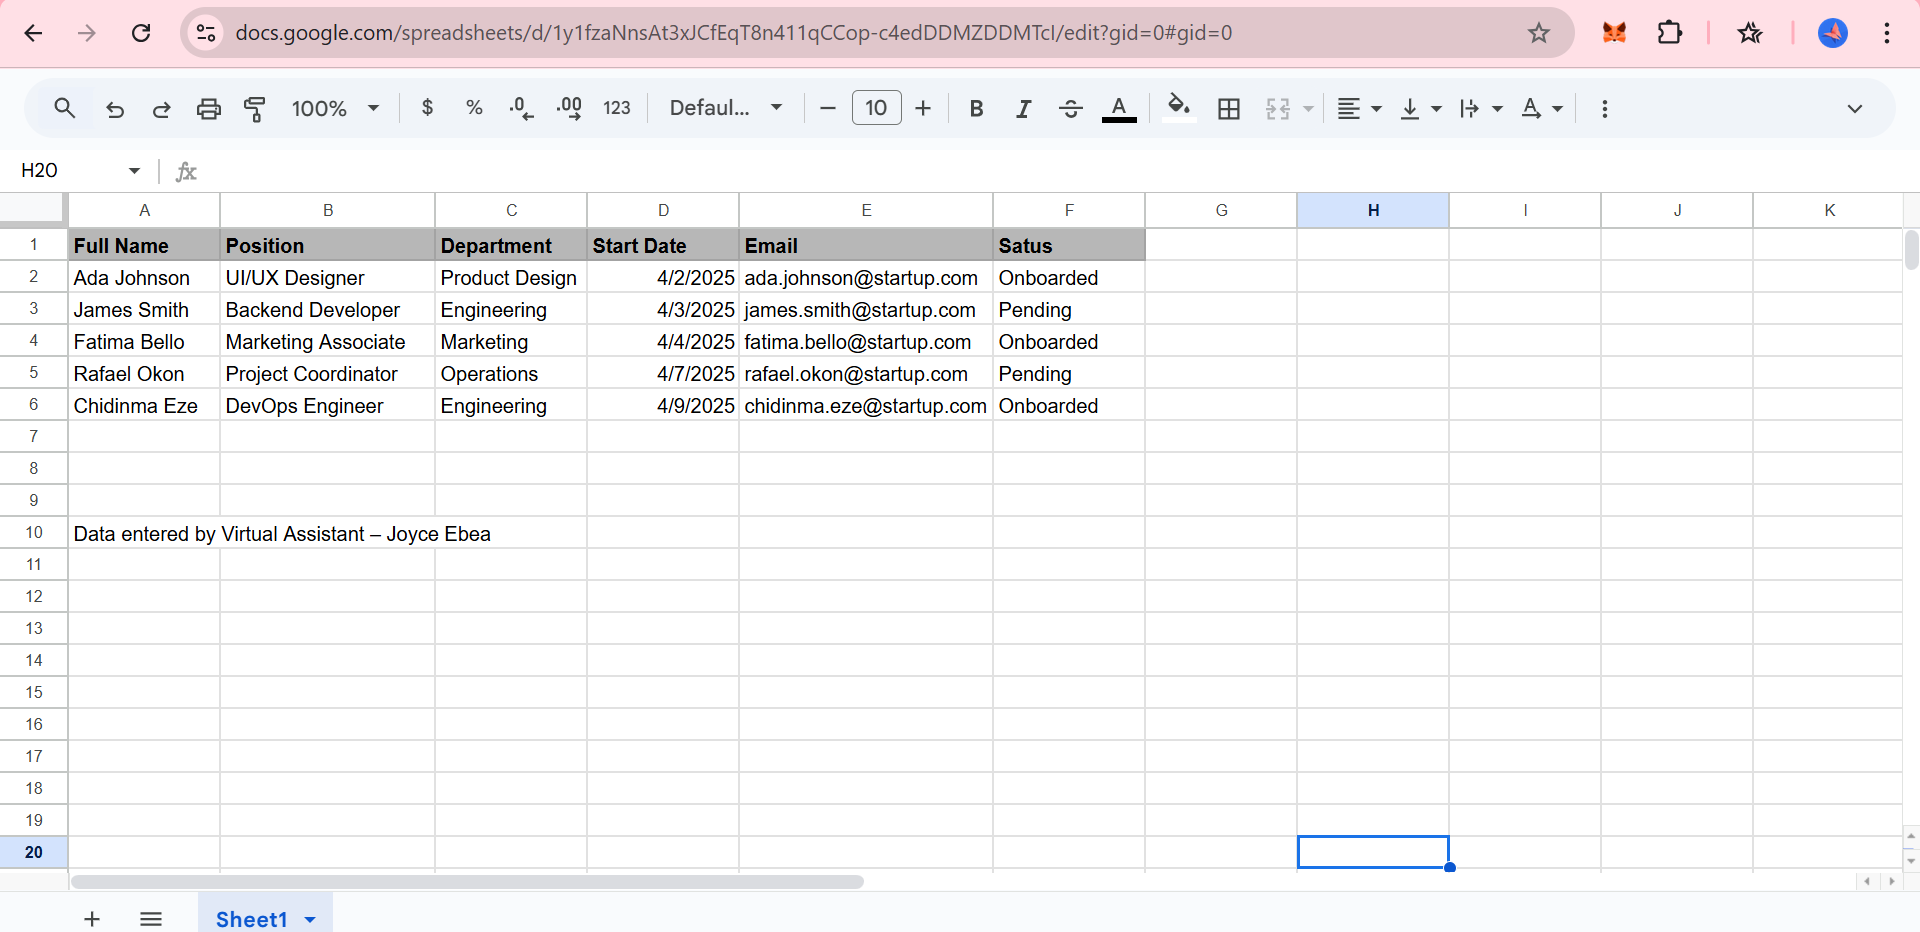 docs.google.com/spreadsheets/d/1y1fzaNnsAt3xJCfEqT8n411qCCop-c4edDDMZDDMTcI/edit?gid=0#gid=0
100% $ % .0 .00 123 Defaul... 10 B I A A
H20 fx
A B C D E F G H I J K
1 Full Name Position Department Start Date Email Satus
2 Ada Johnson UI/UX Designer Product Design 4/2/2025 ada.johnson@startup.com Onboarded
3 James Smith Backend Developer Engineering 4/3/2025 james.smith@startup.com Pending
4 Fatima Bello Marketing Associate Marketing 4/4/2025 fatima.bello@startup.com Onboarded
5 Rafael Okon Project Coordinator Operations 4/7/2025 rafael.okon@startup.com Pending
6 Chidinma Eze DevOps Engineer Engineering 4/9/2025 chidinma.eze@startup.com Onboarded
7
8
9
10 Data entered by Virtual Assistant – Joyce Ebea
11
12
13
14
15
16
17
18
19
20
Sheet1